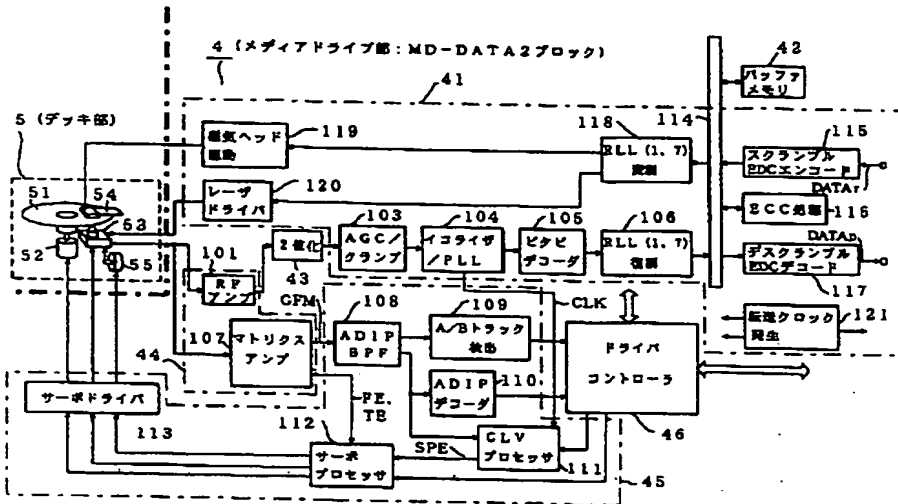 4 (メディアドライブ部:MD-DATA2ブロック)
41
42
バッファ
メモリ
114
5 (デッキ部)
磁気ヘッド
駆動
119
118
RLL (1, 7)
変調
115
スクランブル
EDCエンコード
DATAr
レーザ
ドライバ
120
51
54
53
52
55
103
AGC/
クランプ
104
イコライザ
/PLL
105
ビタビ
デコーダ
106
RLL (1, 7)
復調
ECC処理
116
DATAp
デスクランブル
EDCデコード
117
101
RF
アンプ
2値化
43
GFM
108
ADIP
BPF
109
A/Bトラック
検出
CLK
転送クロック
発生
121
107
マトリクス
アンプ
44
ADIP
デコーダ
110
ドライバ
コントローラ
46
サーボドライバ
113
FE,
TE
112
サーボ
プロセッサ
SPE
CLV
プロセッサ
111
45